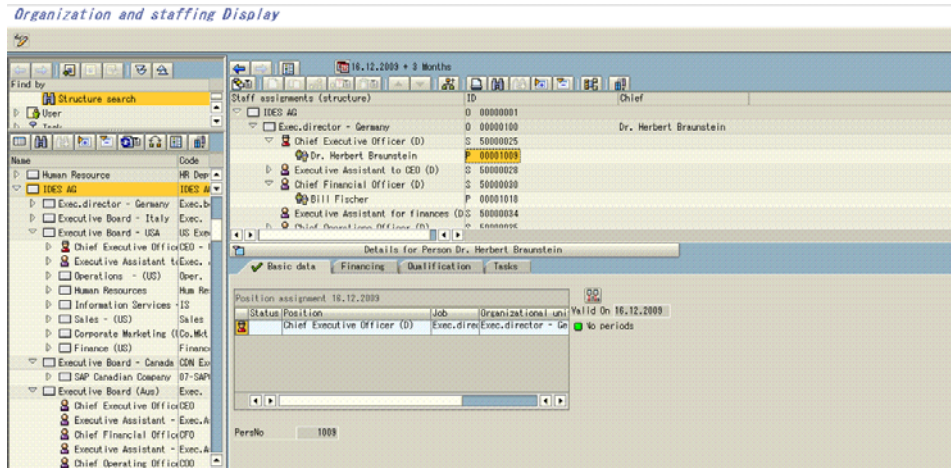 Organization and staffing Display
Find by
Structure search
User
Name Code
Human Resource HR Dep
IDES AG IDES A
Exec.director - Germany Exec.b
Executive Board - Italy Exec.
Executive Board - USA US Exe
Chief Executive Offic CEO -
Executive Assistant t Exec.
Operations - (US) Oper.
Human Resources Hum Re
Information Services - IS
Sales - (US) Sales
Corporate Marketing (U Co.Mkt
Finance (US) Financ
Executive Board - Canada CDN Ex
SAP Canadian Company 07-SAP
Executive Board (Aus) Exec.
Chief Executive Offic CEO
Executive Assistant - Exec.A
Chief Financial Offic CFO
Executive Assistant - Exec.A
Chief Operating Offic COO
16.12.2009 + 3 Months
Staff assignments (structure) ID Chief
IDES AG O 00000001
Exec.director - Germany O 00000100 Dr. Herbert Braunstein
Chief Executive Officer (D) S 50000025
Dr. Herbert Braunstein P 00001009
Executive Assistant to CEO (D) S 50000028
Chief Financial Officer (D) S 50000030
Bill Fischer P 00001010
Executive Assistant for finances (D S 50000034
Chief Operations Officer (D)
Details for Person Dr. Herbert Braunstein
Basic data Financing Qualification Tasks
Position assignment 16.12.2009
Status Position Job Organizational uni
Chief Executive Officer (D) Exec.dire Exec.director - Ge
Valid On 16.12.2009
No periods
PersNo 1009